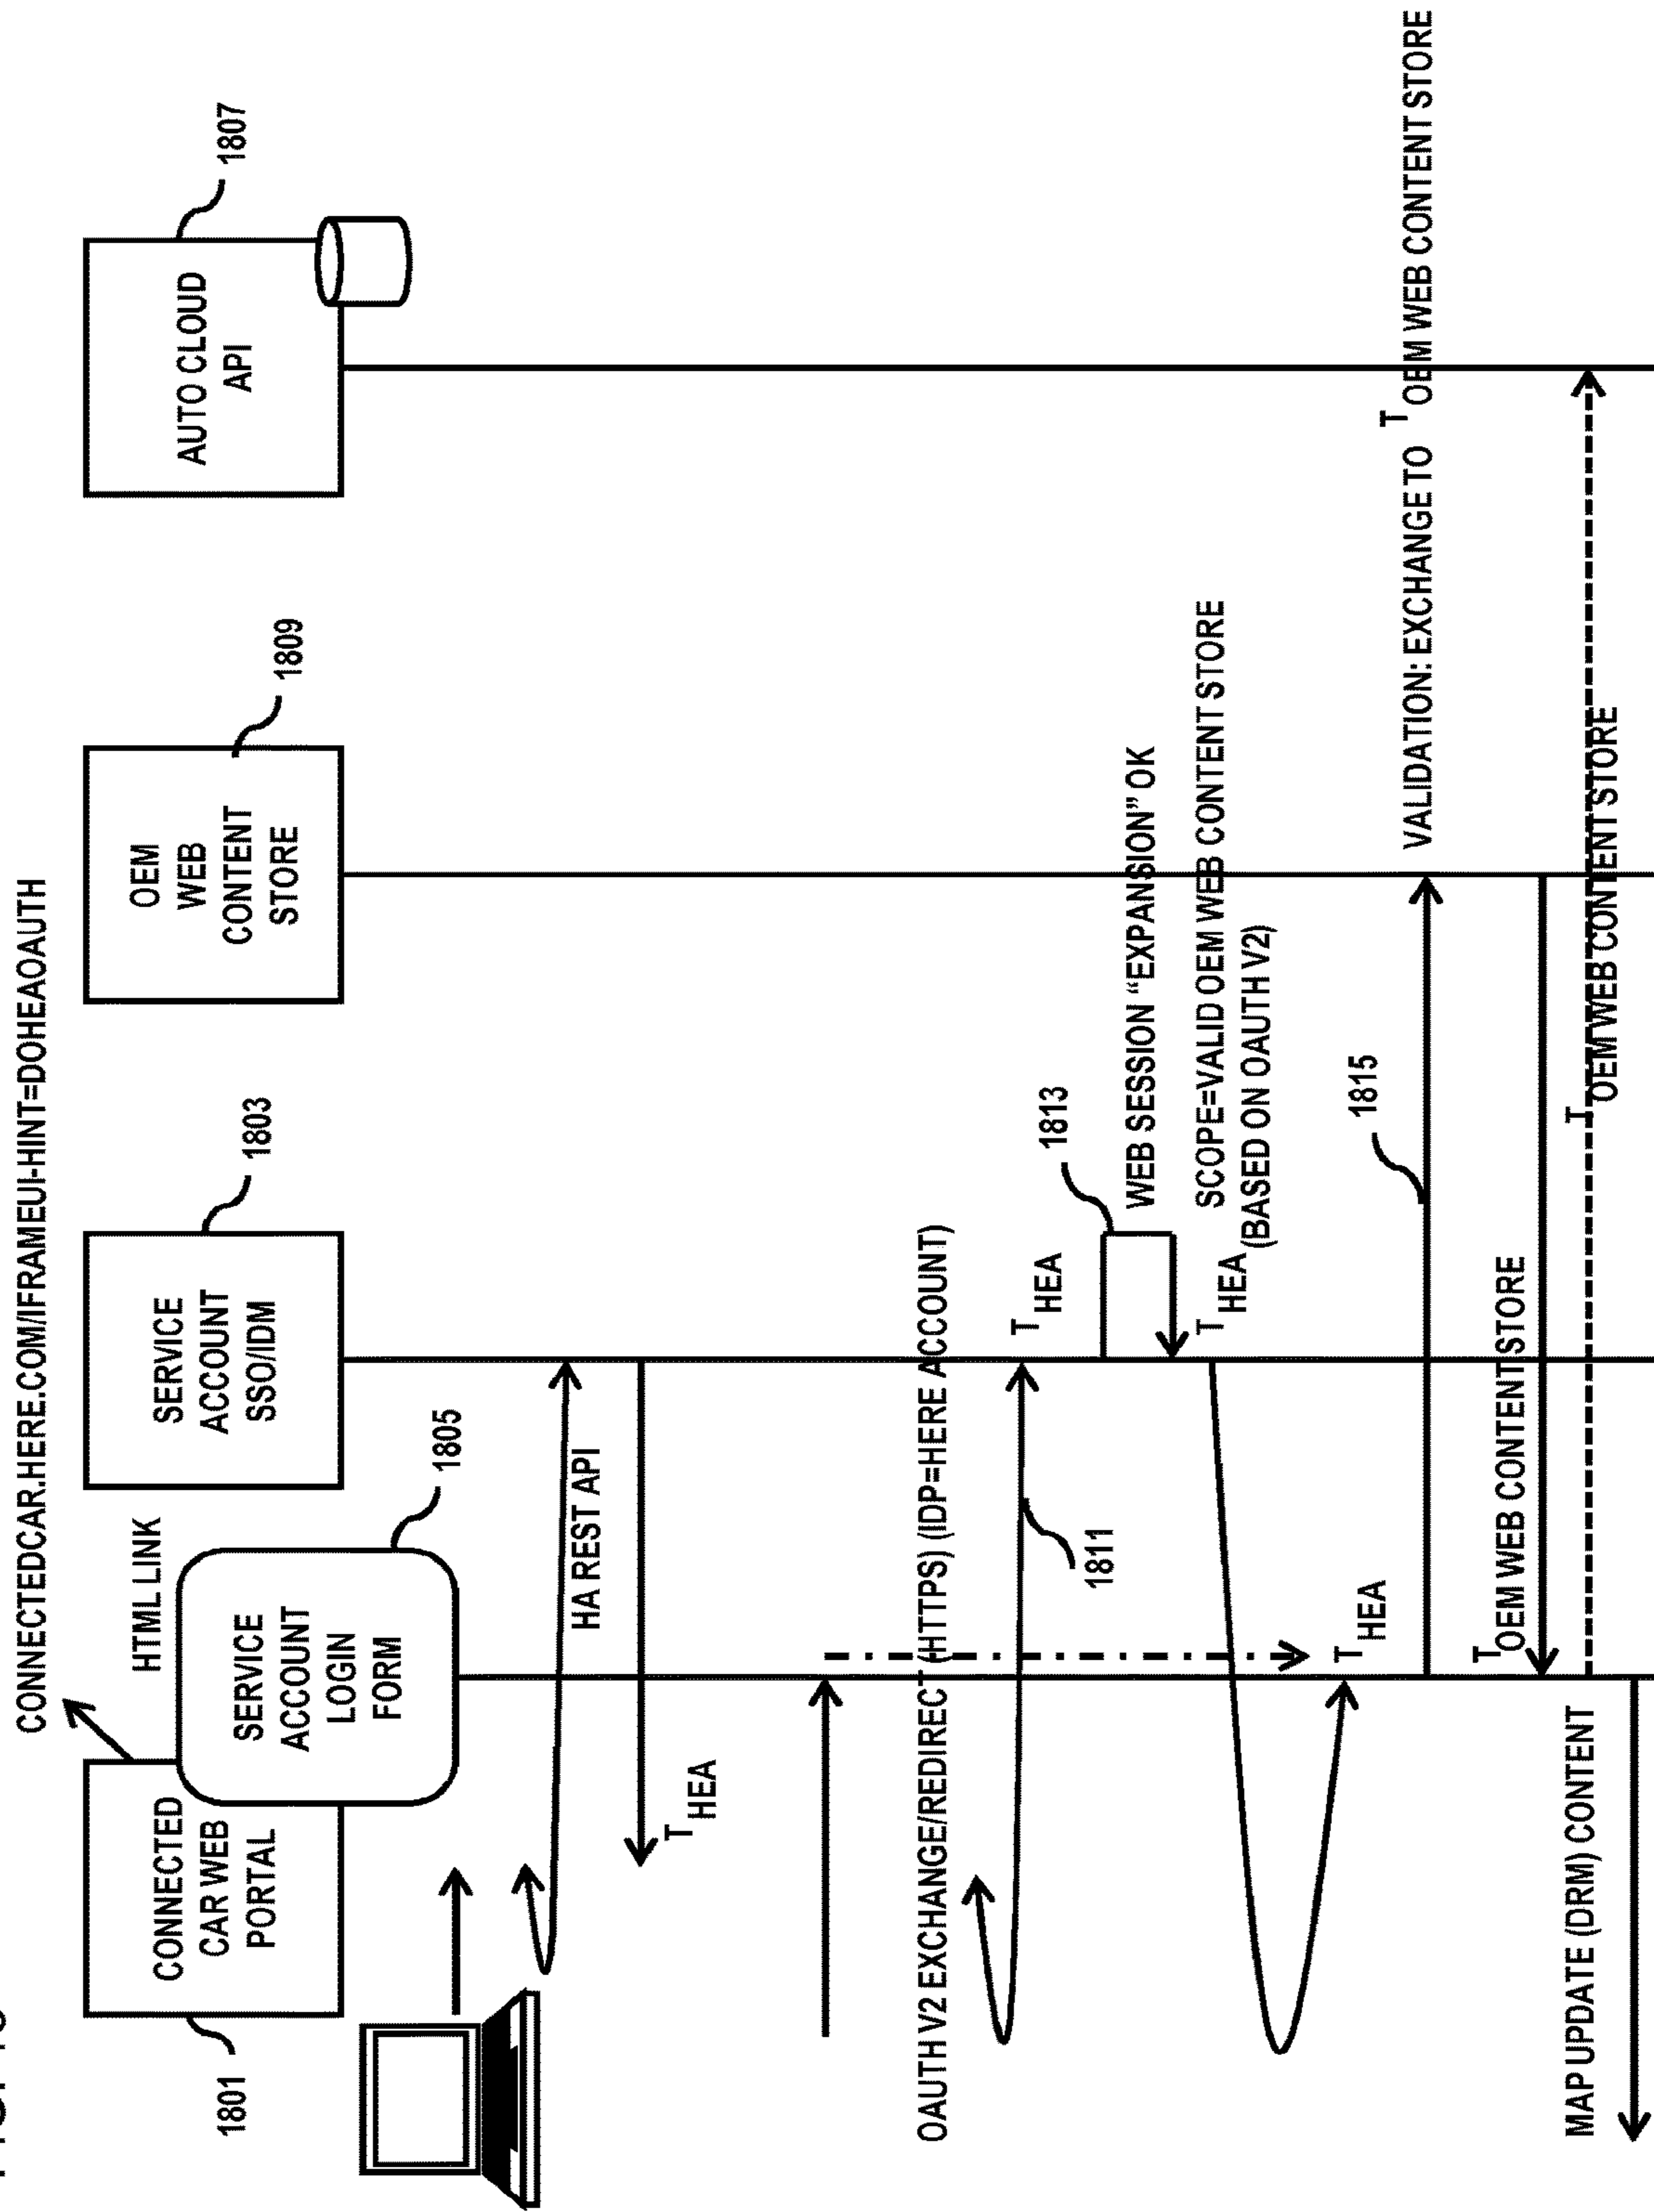 CONNECTEDCAR.HERE.COM/IFRAMEUI-HINT=DOHEAOAUTH
HTML LINK
1801
CONNECTED
CAR WEB
PORTAL
SERVICE
ACCOUNT
LOGIN
FORM
1805
SERVICE
ACCOUNT
SSO/IDM
1803
OEM
WEB
CONTENT
STORE
1809
AUTO CLOUD
API
1807
HA REST API
T HEA
OAUTH V2 EXCHANGE/REDIRECT (HTTPS) (IDP=HERE ACCOUNT)
1811
T HEA
1813
WEB SESSION “EXPANSION” OK
T HEA
SCOPE=VALID OEM WEB CONTENT STORE
(BASED ON OAUTH V2)
T HEA
1815
VALIDATION: EXCHANGE TO T OEM WEB CONTENT STORE
T OEM WEB CONTENT STORE
T OEM WEB CONTENT STORE
MAP UPDATE (DRM) CONTENT